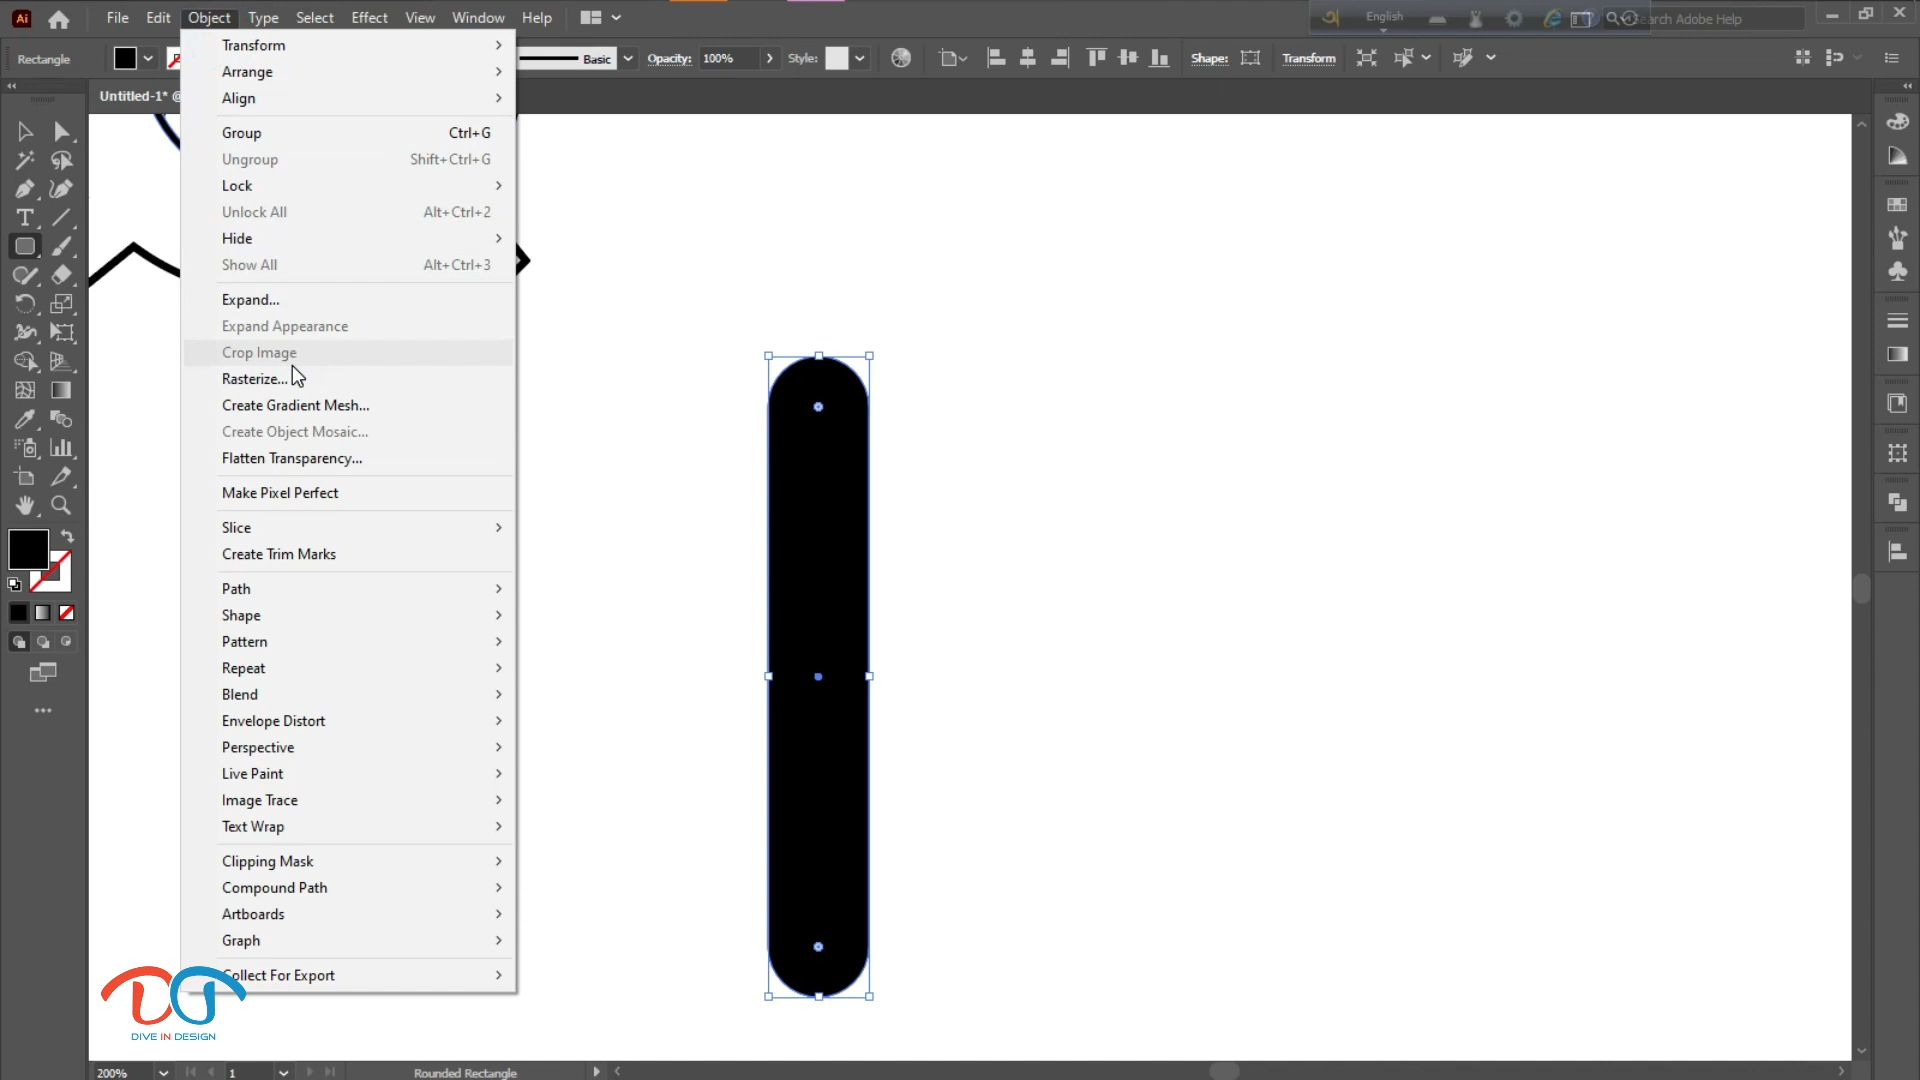 Ai File Edit Object Type Select Effect View Window Help English Search Adobe Help
Rectangle Basic Opacity: 100% Style: Shape: Transform
Untitled-1* @
Transform
Arrange
Align
Group Ctrl+G
Ungroup Shift+Ctrl+G
Lock
Unlock All Alt+Ctrl+2
Hide
Show All Alt+Ctrl+3
Expand...
Expand Appearance
Crop Image
Rasterize...
Create Gradient Mesh...
Create Object Mosaic...
Flatten Transparency...
Make Pixel Perfect
Slice
Create Trim Marks
Path
Shape
Pattern
Repeat
Blend
Envelope Distort
Perspective
Live Paint
Image Trace
Text Wrap
Clipping Mask
Compound Path
Artboards
Graph
Collect For Export
DIVE IN DESIGN
200% 1 Rounded Rectangle